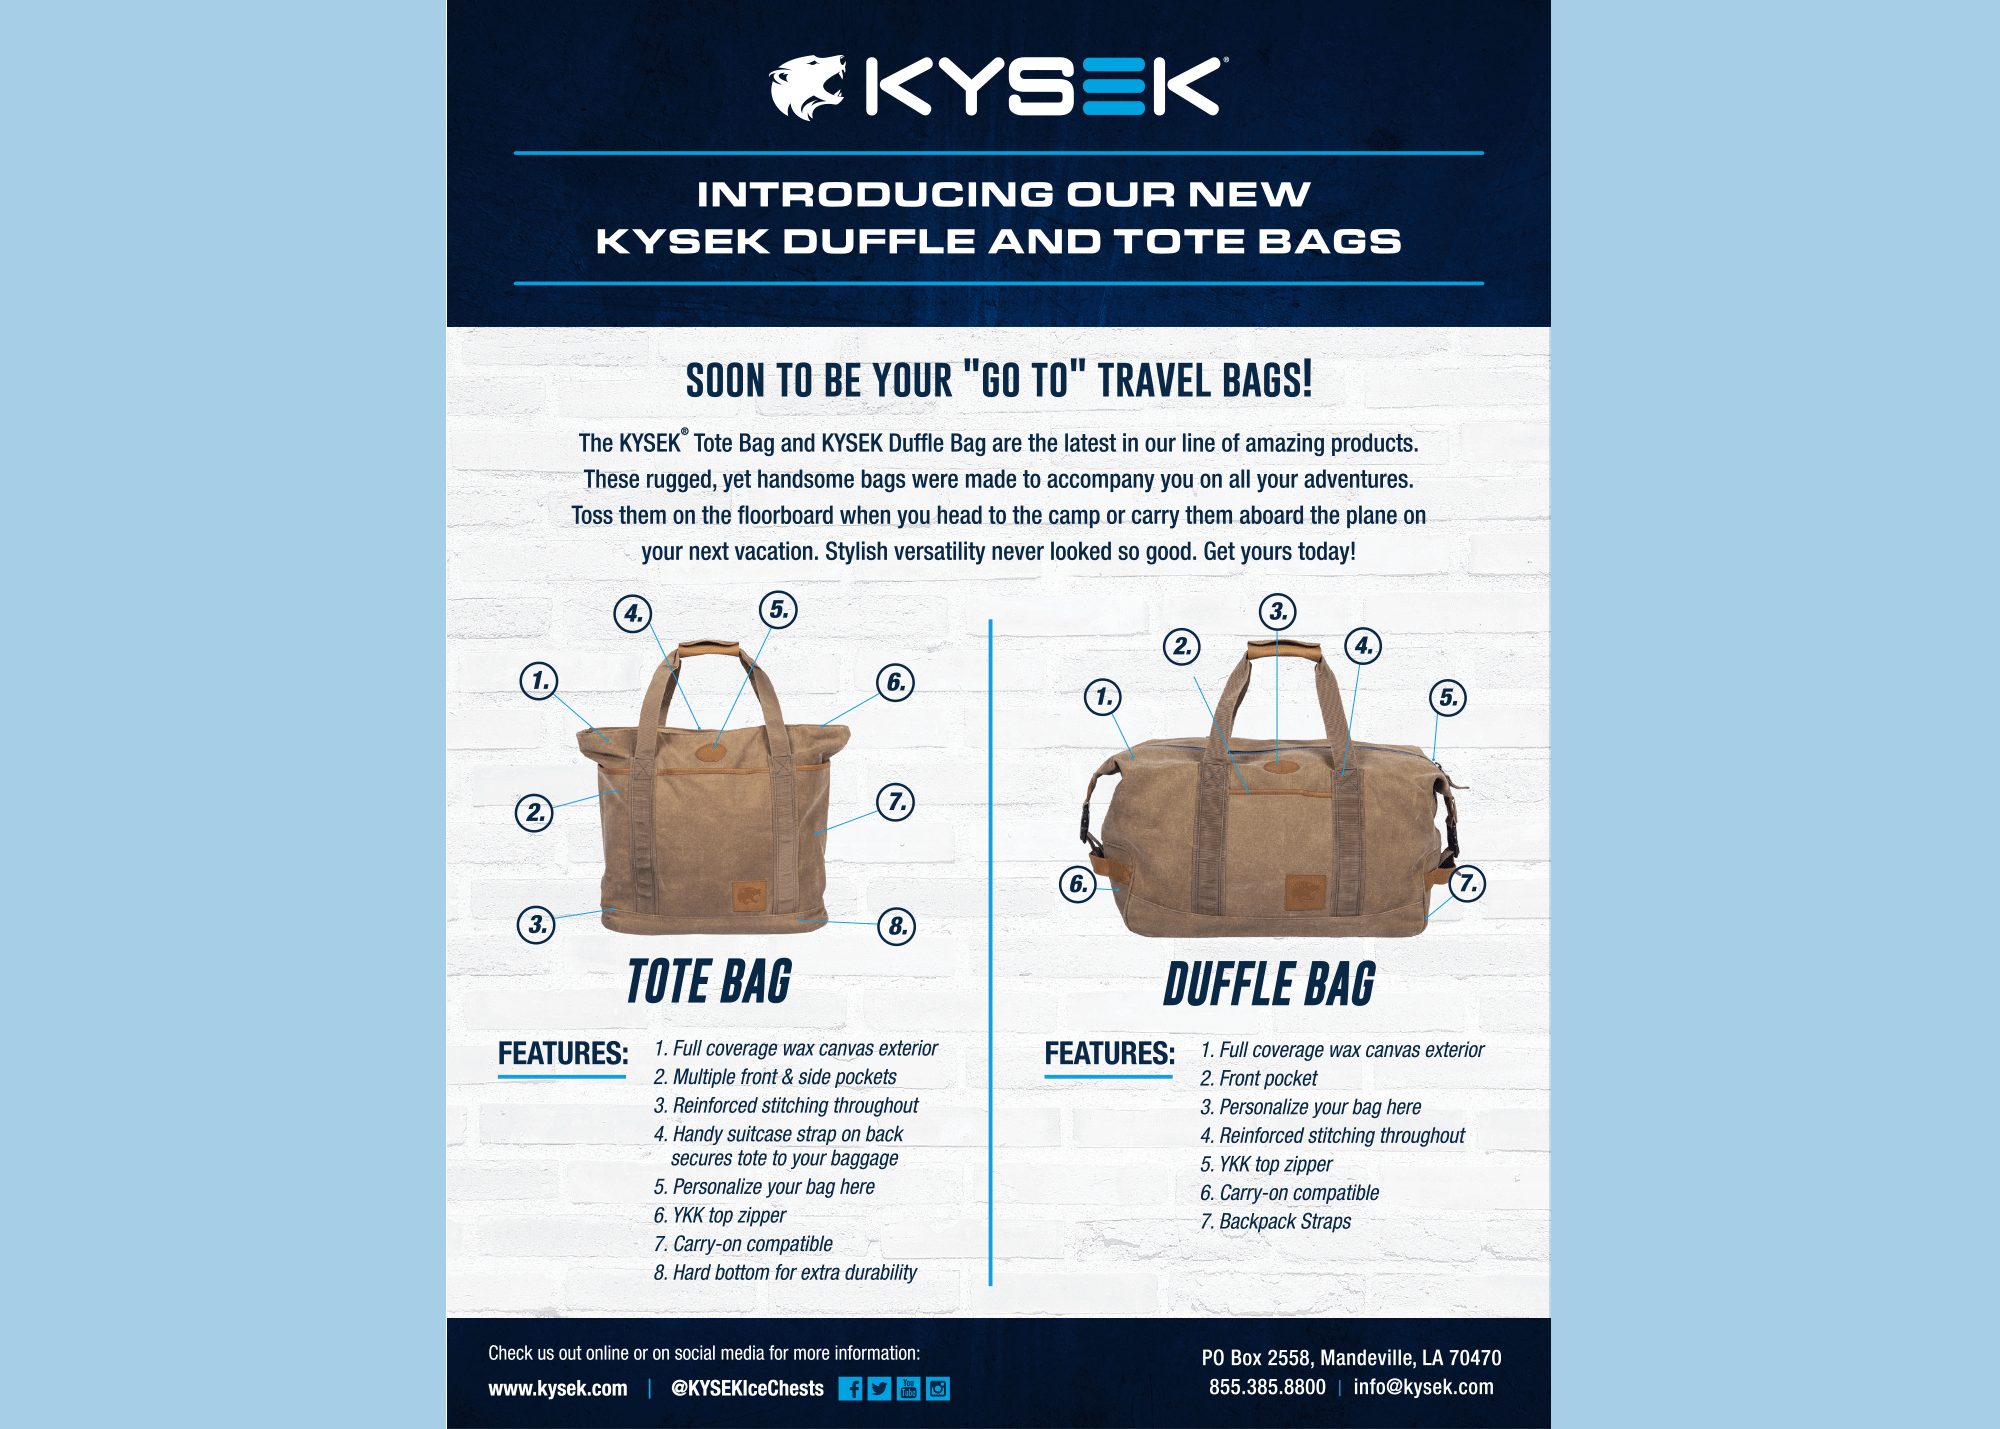 KYSEK®
INTRODUCING OUR NEW
KYSEK DUFFLE AND TOTE BAGS
SOON TO BE YOUR "GO TO" TRAVEL BAGS!
The KYSEK® Tote Bag and KYSEK Duffle Bag are the latest in our line of amazing products.
These rugged, yet handsome bags were made to accompany you on all your adventures.
Toss them on the floorboard when you head to the camp or carry them aboard the plane on
your next vacation. Stylish versatility never looked so good. Get yours today!
4.
5.
1.
6.
2.
7.
3.
8.
TOTE BAG
FEATURES:
1. Full coverage wax canvas exterior
2. Multiple front & side pockets
3. Reinforced stitching throughout
4. Handy suitcase strap on back
secures tote to your baggage
5. Personalize your bag here
6. YKK top zipper
7. Carry-on compatible
8. Hard bottom for extra durability
3.
2.
4.
1.
5.
6.
7.
DUFFLE BAG
FEATURES:
1. Full coverage wax canvas exterior
2. Front pocket
3. Personalize your bag here
4. Reinforced stitching throughout
5. YKK top zipper
6. Carry-on compatible
7. Backpack Straps
Check us out online or on social media for more information:
www.kysek.com | @KYSEKIceChests
You
Tube
PO Box 2558, Mandeville, LA 70470
855.385.8800 | info@kysek.com